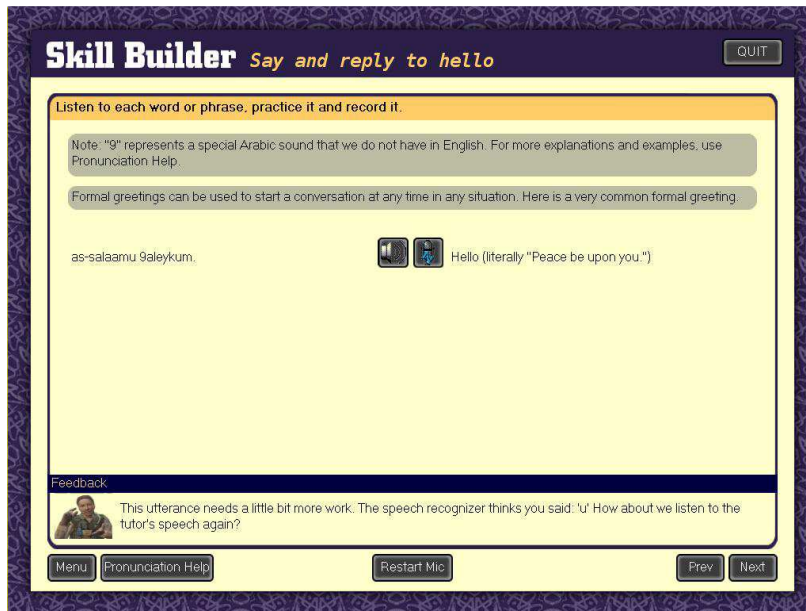 Skill Builder Say and reply to hello
QUIT
Listen to each word or phrase, practice it and record it.
Note: "9" represents a special Arabic sound that we do not have in English. For more explanations and examples, use
Pronunciation Help.
Formal greetings can be used to start a conversation at any time in any situation. Here is a very common formal greeting.
as-salaamu 9aleykum.
Hello (literally "Peace be upon you.")
Feedback
This utterance needs a little bit more work. The speech recognizer thinks you said: 'u' How about we listen to the
tutor's speech again?
Menu Pronunciation Help Restart Mic Prev Next